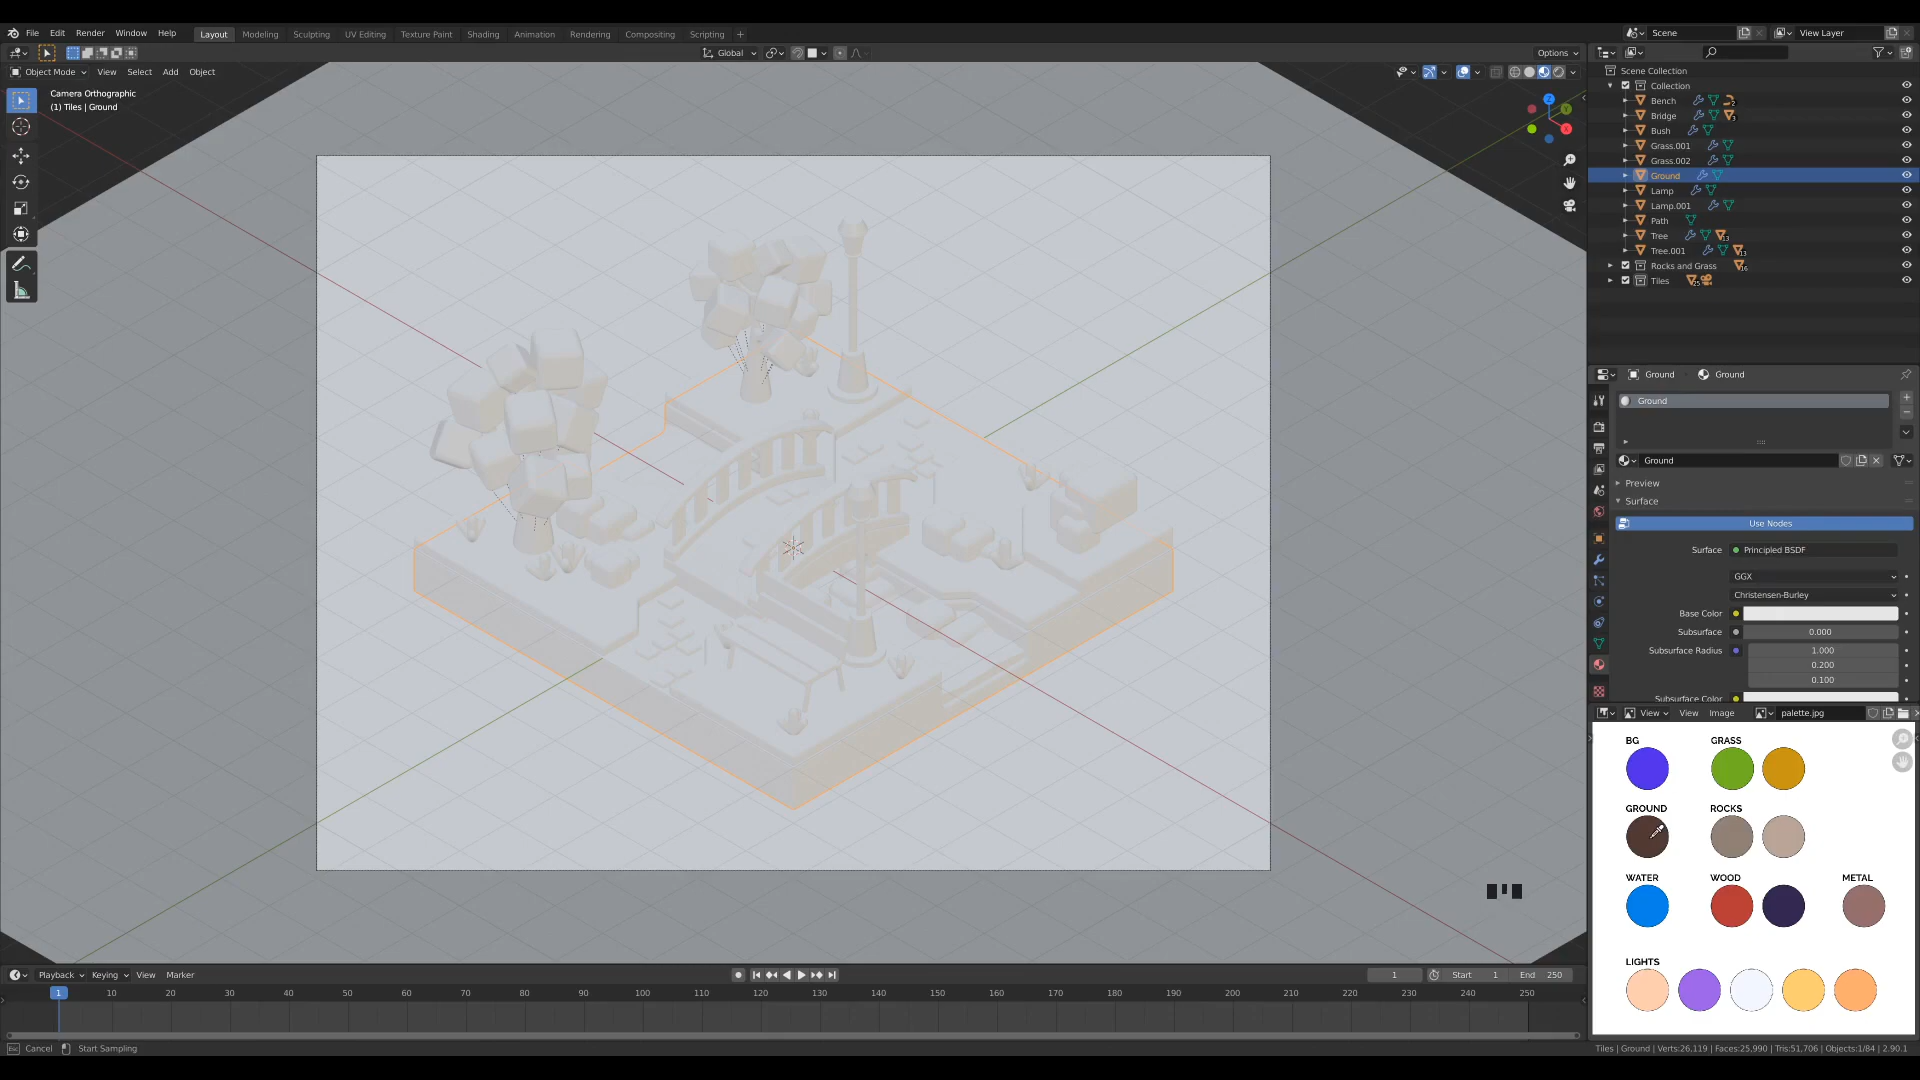 File Edit Render Window Help Layout Modeling Sculpting UV Editing Texture Paint Shading Animation Rendering Compositing Scripting + Scene View Layer
Global Options
Object Mode View Select Add Object
Camera Orthographic
(1) Tiles | Ground
Scene Collection
Collection
Bench 2
Bridge 3
Bush
Grass.001
Grass.002
Ground
Lamp
Lamp.001
Path
Tree 13
Tree.001 13
Rocks and Grass 16
Tiles 25
Z
Y
X
Ground Ground
Ground
Ground
Preview
Surface
Use Nodes
Surface Principled BSDF
GGX
Christensen-Burley
Base Color
Subsurface 0.000
Subsurface Radius 1.000
0.200
0.100
Subsurface Color
View View Image palette.jpg
BG GRASS
GROUND ROCKS
WATER WOOD METAL
LIGHTS
Playback Keying View Marker 1 Start 1 End 250
1 10 20 30 40 50 60 70 80 90 100 110 120 130 140 150 160 170 180 190 200 210 220 230 240 250
Esc Cancel Start Sampling
Tiles | Ground | Verts:26,119 | Faces:25,990 | Tris:51,706 | Objects:1/84 | 2.90.1